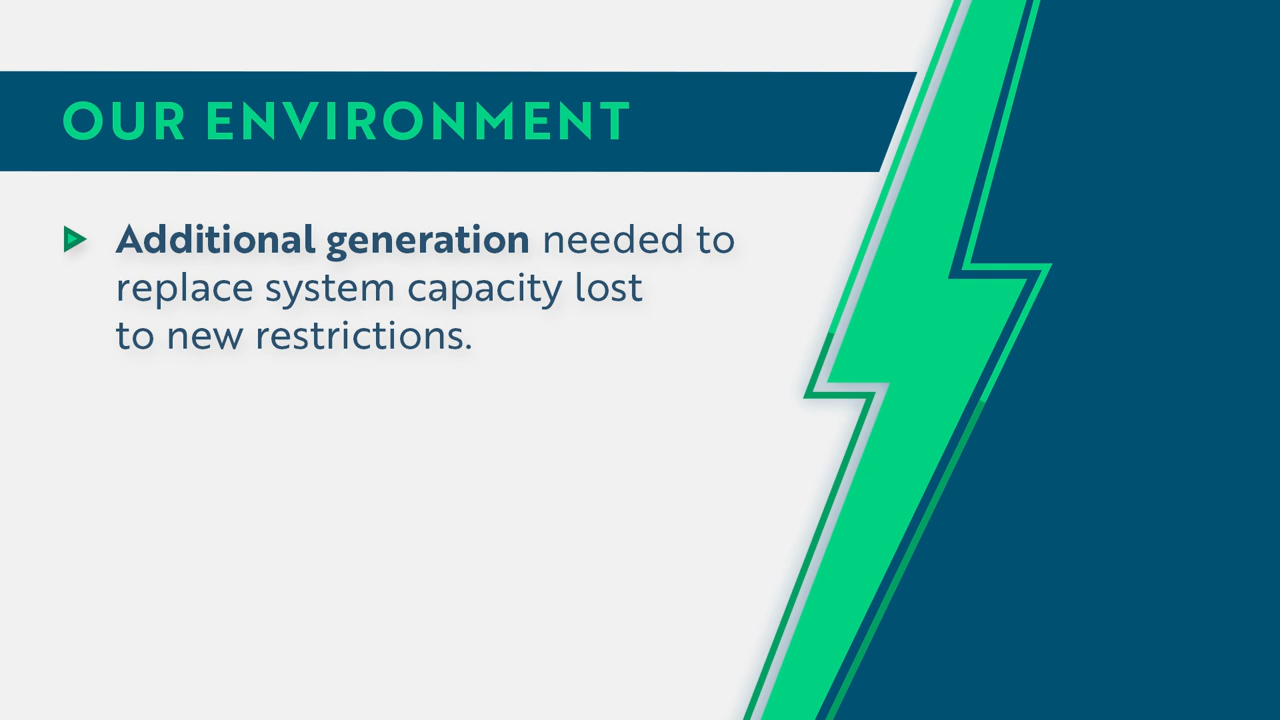 OUR ENVIRONMENT
Additional generation needed to
replace system capacity lost
to new restrictions.